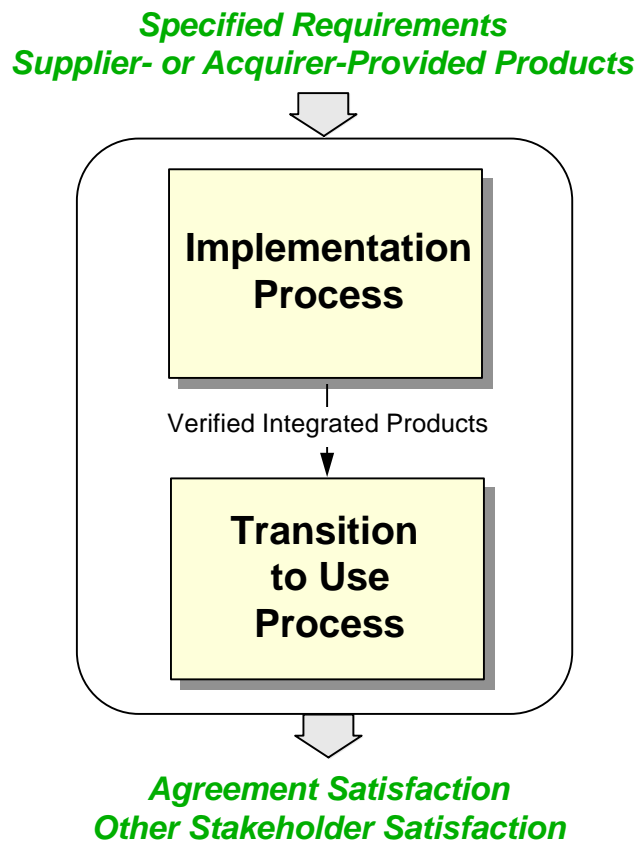 Specified Requirements
Supplier- or Acquirer-Provided Products
Implementation
Process
Verified Integrated Products
Transition
to Use
Process
Agreement Satisfaction
Other Stakeholder Satisfaction